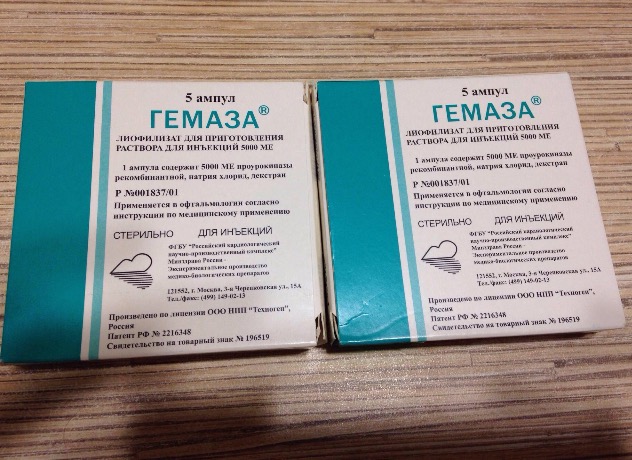 5 ампул
ГЕМАЗА®
ЛИОФИЛИЗАТ ДЛЯ ПРИГОТОВЛЕНИЯ
РАСТВОРА ДЛЯ ИНЪЕКЦИЙ 5000 МЕ
1 ампула содержит 5000 МЕ проурокиназы
рекомбинантной, натрия хлорид, декстран
Р №001837/01
Применяется в офтальмологии согласно
инструкции по медицинскому применению
СТЕРИЛЬНО ДЛЯ ИНЪЕКЦИЙ
ФГБУ "Российский кардиологический
научно-производственный комплекс"
Минздрава России -
Экспериментальное производство
медико-биологических препаратов
121552, г. Москва, 3-я Черепковская ул., 15А
Тел./факс: (499) 149-02-13
Произведено по лицензии ООО НПП "Техноген",
Россия
Патент РФ № 2216348
Свидетельство на товарный знак № 196519
5 ампул
ГЕМАЗА®
ЛИОФИЛИЗАТ ДЛЯ ПРИГОТОВЛЕНИЯ
РАСТВОРА ДЛЯ ИНЪЕКЦИЙ 5000 МЕ
1 ампула содержит 5000 МЕ проурокиназы
рекомбинантной, натрия хлорид, декстран
Р №001837/01
Применяется в офтальмологии согласно
инструкции по медицинскому применению
СТЕРИЛЬНО ДЛЯ ИНЪЕКЦИЙ
ФГБУ "Российский кардиологический
научно-производственный комплекс"
Минздрава России -
Экспериментальное производство
медико-биологических препаратов
121552, г. Москва, 3-я Черепковская ул., 15А
Тел./факс: (499) 149-02-13
Произведено по лицензии ООО НПП "Техноген",
Россия
Патент РФ № 2216348
Свидетельство на товарный знак № 196519